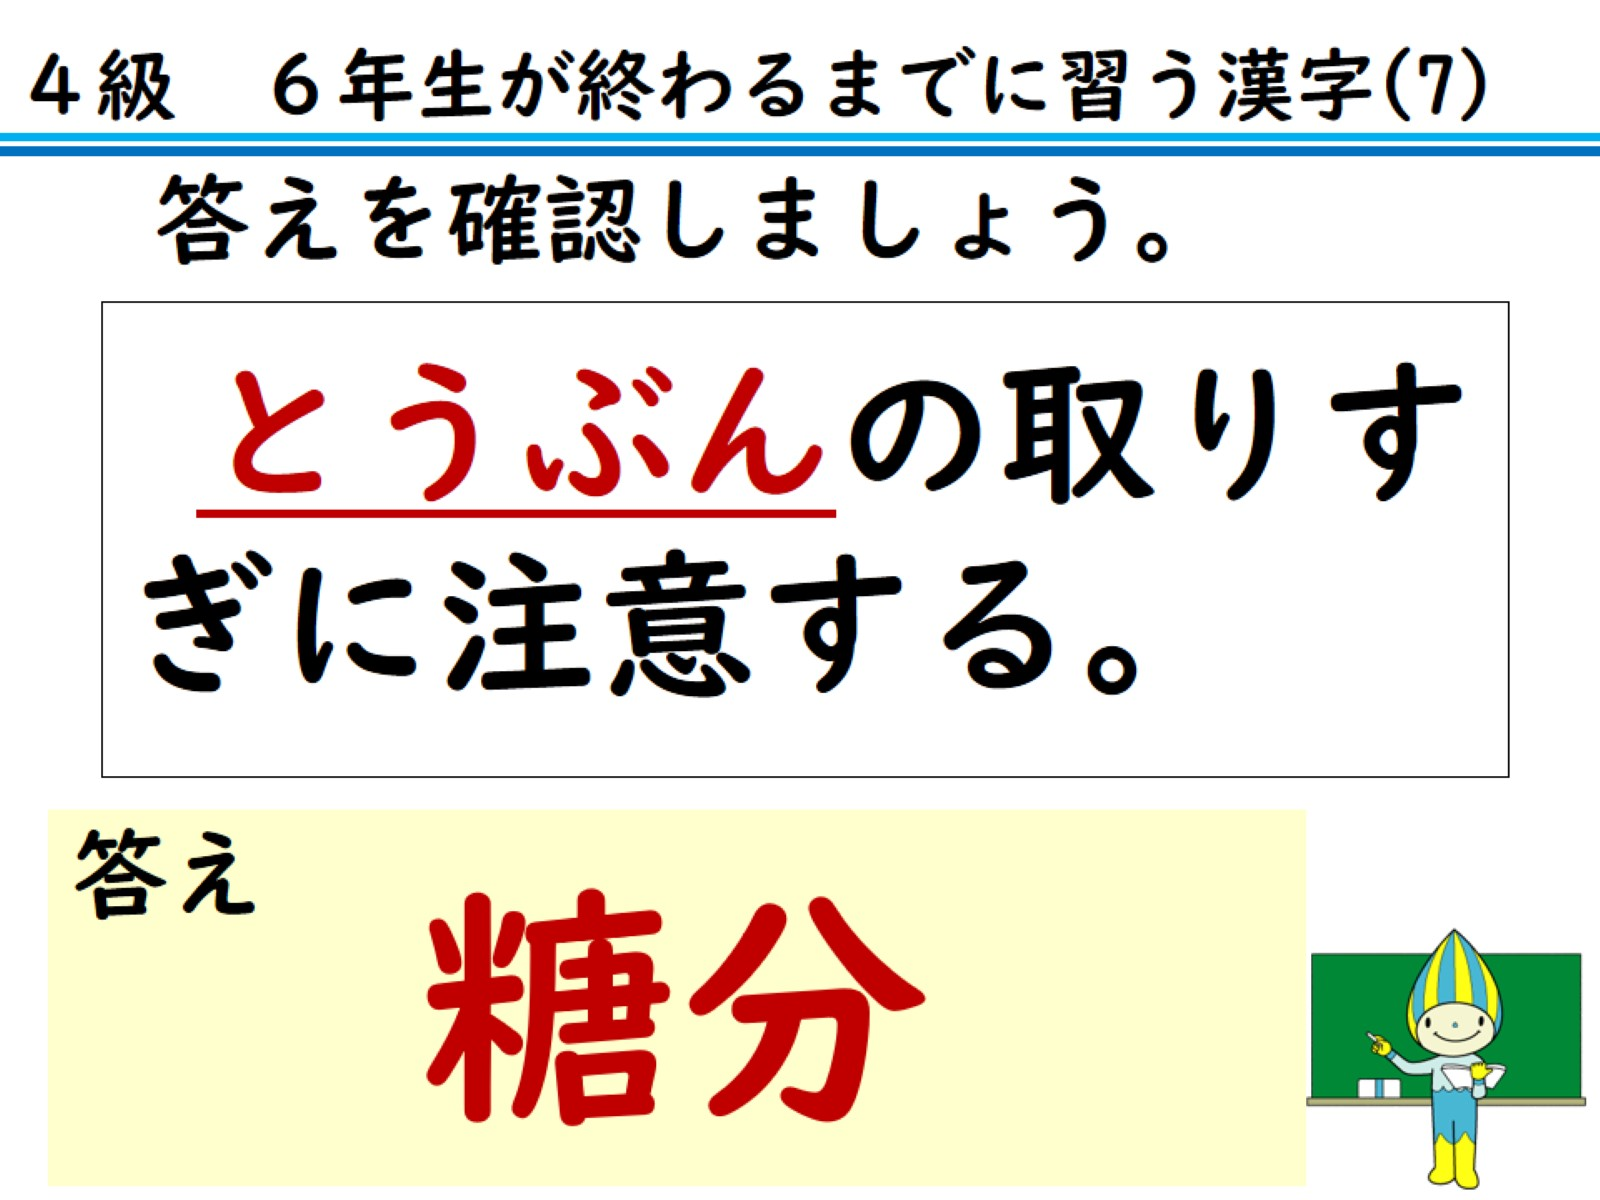 ４級　６年生が終わるまでに習う漢字(7)
答えを確認しましょう。
とうぶんの取りす
ぎに注意する。
答え
糖分